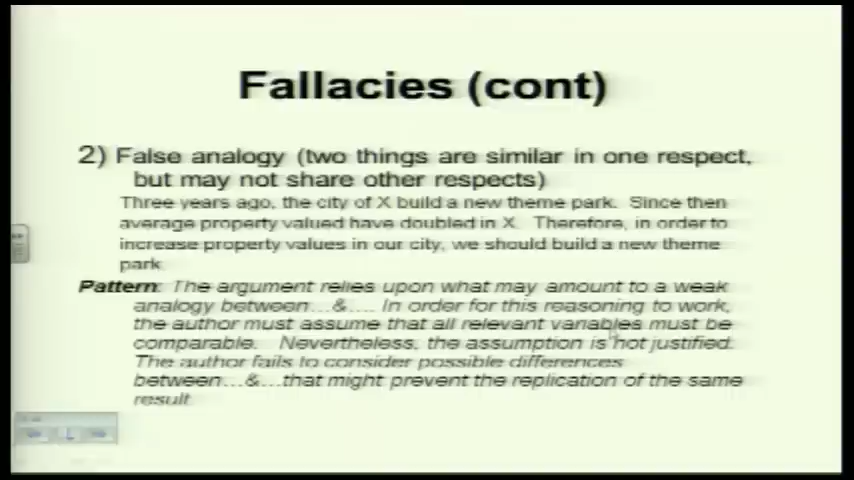 Fallacies (cont)
2) False analogy (two things are similar in one respect,
but may not share other respects)
Three years ago, the city of X build a new theme park. Since then
average property valued have doubled in X. Therefore, in order to
increase property values in our city, we should build a new theme
park
Pattern: The argument relies upon what may amount to a weak
analogy between...&.... In order for this reasoning to work,
the author must assume that all relevant variables must be
comparable. Nevertheless, the assumption is not justified.
The author fails to consider possible differences
between...&...that might prevent the replication of the same
result